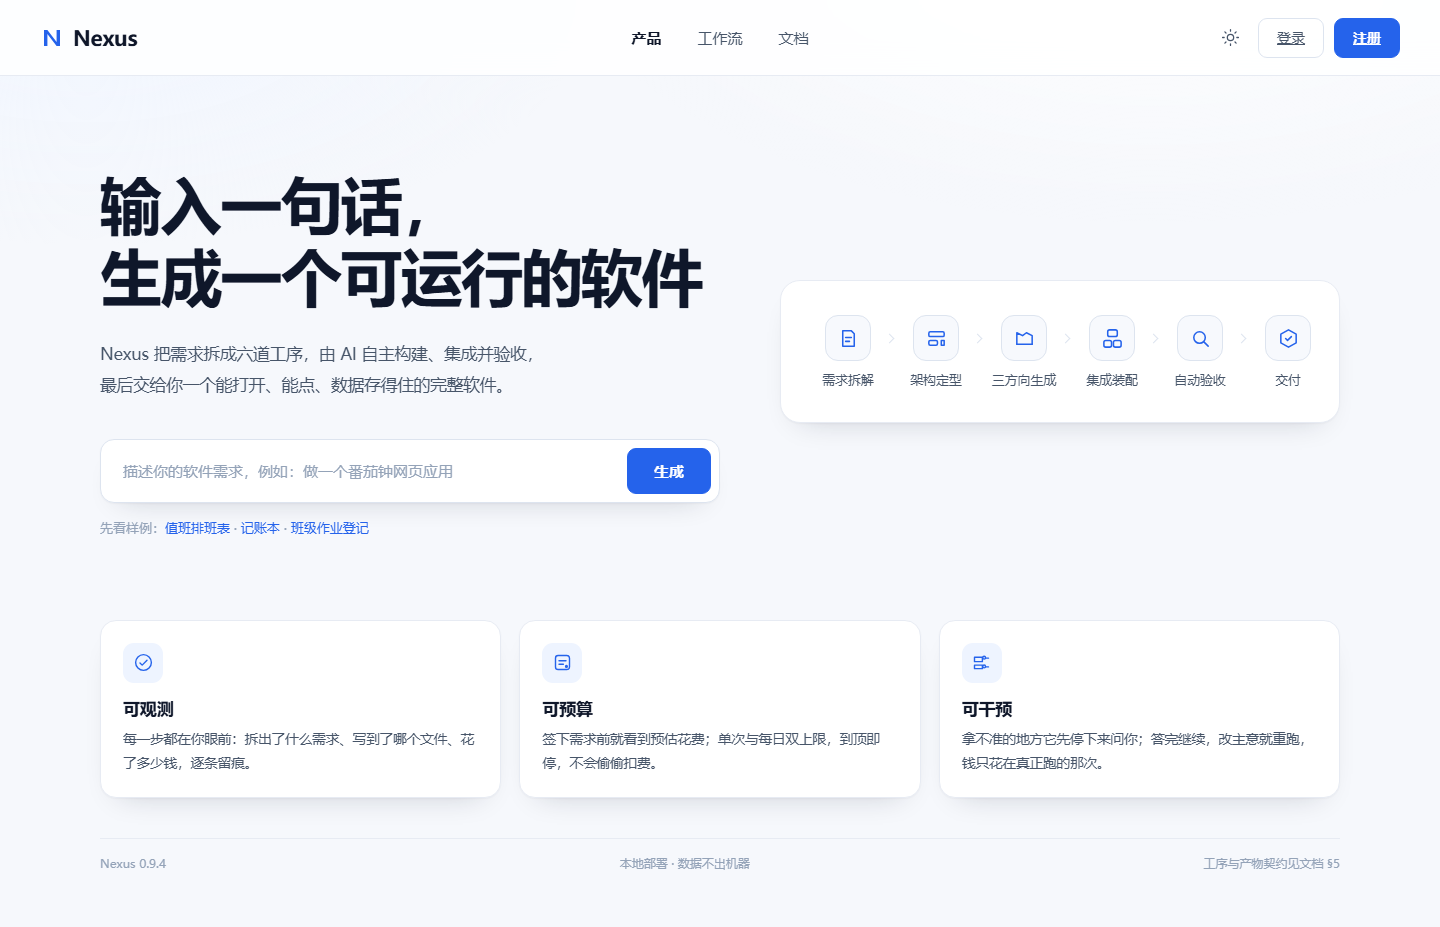 Nexus
产品
工作流
文档
登录
注册
输入一句话，
生成一个可运行的软件
Nexus 把需求拆成六道工序，由 AI 自主构建、集成并验收，
最后交给你一个能打开、能点、数据存得住的完整软件。
描述你的软件需求，例如：做一个番茄钟网页应用
生成
先看样例：值班排班表 · 记账本 · 班级作业登记
需求拆解
架构定型
三方向生成
集成装配
自动验收
交付
可观测
每一步都在你眼前：拆出了什么需求、写到了哪个文件、花
了多少钱，逐条留痕。
可预算
签下需求前就看到预估花费；单次与每日双上限，到顶即
停，不会偷偷扣费。
可干预
拿不准的地方它先停下来问你；答完继续，改主意就重跑，
钱只花在真正跑的那次。
Nexus 0.9.4
本地部署 · 数据不出机器
工序与产物契约见文档 §5